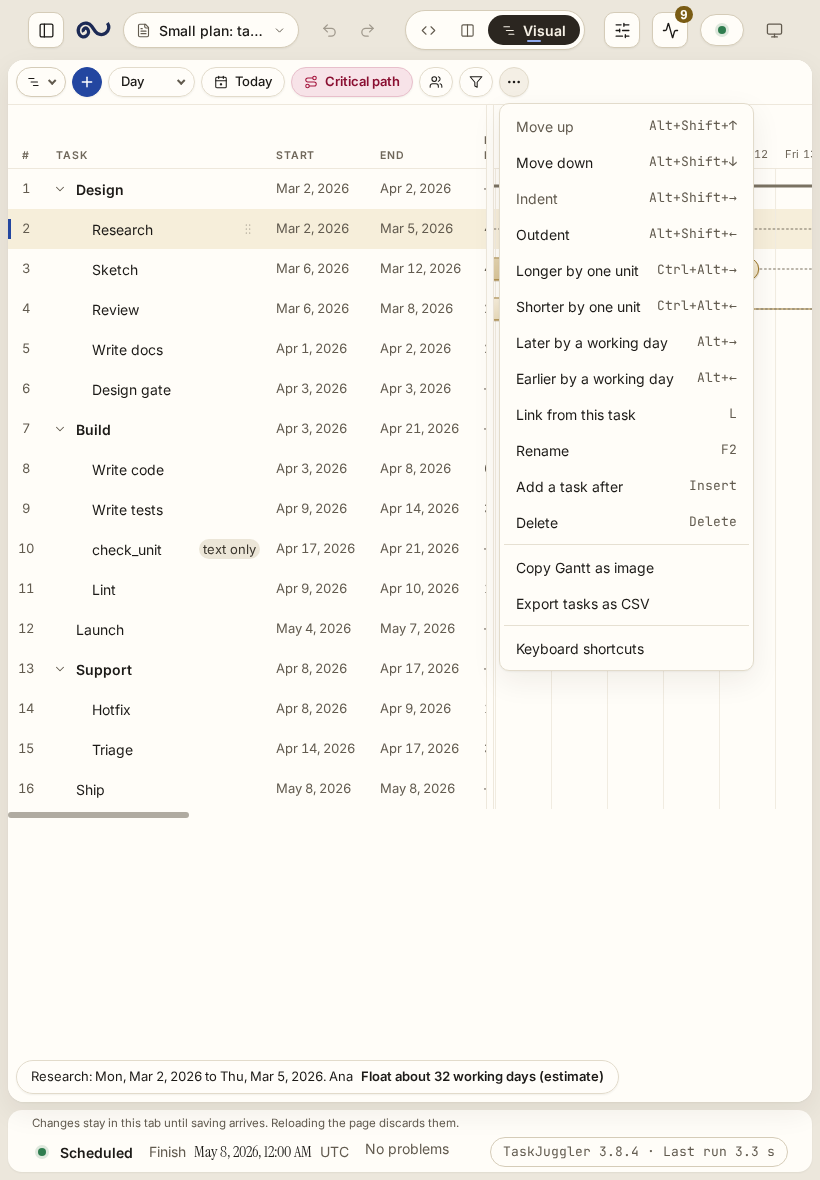 9
Small plan: ta... Visual
Day Today Critical path
# TASK START END 12 Fri 13
1 Design Mar 2, 2026 Apr 2, 2026
2 Research Mar 2, 2026 Mar 5, 2026
3 Sketch Mar 6, 2026 Mar 12, 2026
4 Review Mar 6, 2026 Mar 8, 2026
5 Write docs Apr 1, 2026 Apr 2, 2026
6 Design gate Apr 3, 2026 Apr 3, 2026
7 Build Apr 3, 2026 Apr 21, 2026
8 Write code Apr 3, 2026 Apr 8, 2026
9 Write tests Apr 9, 2026 Apr 14, 2026
10 check_unit text only Apr 17, 2026 Apr 21, 2026
11 Lint Apr 9, 2026 Apr 10, 2026
12 Launch May 4, 2026 May 7, 2026
13 Support Apr 8, 2026 Apr 17, 2026
14 Hotfix Apr 8, 2026 Apr 9, 2026
15 Triage Apr 14, 2026 Apr 17, 2026
16 Ship May 8, 2026 May 8, 2026
Move up Alt+Shift+↑
Move down Alt+Shift+↓
Indent Alt+Shift+→
Outdent Alt+Shift+←
Longer by one unit Ctrl+Alt+→
Shorter by one unit Ctrl+Alt+←
Later by a working day Alt+→
Earlier by a working day Alt+←
Link from this task L
Rename F2
Add a task after Insert
Delete Delete
Copy Gantt as image
Export tasks as CSV
Keyboard shortcuts
Research: Mon, Mar 2, 2026 to Thu, Mar 5, 2026. Ana Float about 32 working days (estimate)
Changes stay in this tab until saving arrives. Reloading the page discards them.
Scheduled Finish May 8, 2026, 12:00 AM UTC No problems TaskJuggler 3.8.4 · Last run 3.3 s